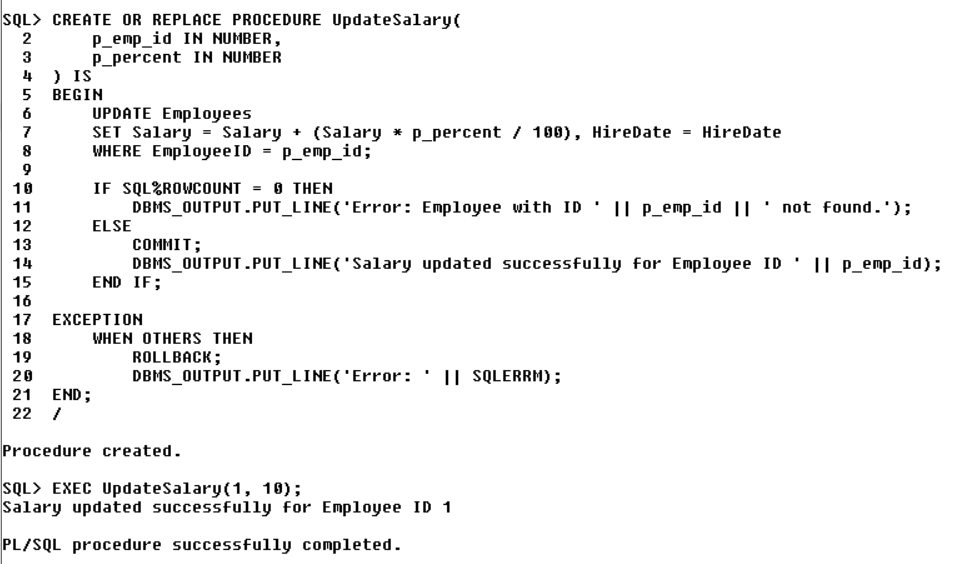 SQL> CREATE OR REPLACE PROCEDURE UpdateSalary(
  2      p_emp_id IN NUMBER,
  3      p_percent IN NUMBER
  4  ) IS
  5  BEGIN
  6      UPDATE Employees
  7      SET Salary = Salary + (Salary * p_percent / 100), HireDate = HireDate
  8      WHERE EmployeeID = p_emp_id;
  9
 10      IF SQL%ROWCOUNT = 0 THEN
 11          DBMS_OUTPUT.PUT_LINE('Error: Employee with ID ' || p_emp_id || ' not found.');
 12      ELSE
 13          COMMIT;
 14          DBMS_OUTPUT.PUT_LINE('Salary updated successfully for Employee ID ' || p_emp_id);
 15      END IF;
 16
 17  EXCEPTION
 18      WHEN OTHERS THEN
 19          ROLLBACK;
 20          DBMS_OUTPUT.PUT_LINE('Error: ' || SQLERRM);
 21  END;
 22  /
Procedure created.
SQL> EXEC UpdateSalary(1, 10);
Salary updated successfully for Employee ID 1
PL/SQL procedure successfully completed.